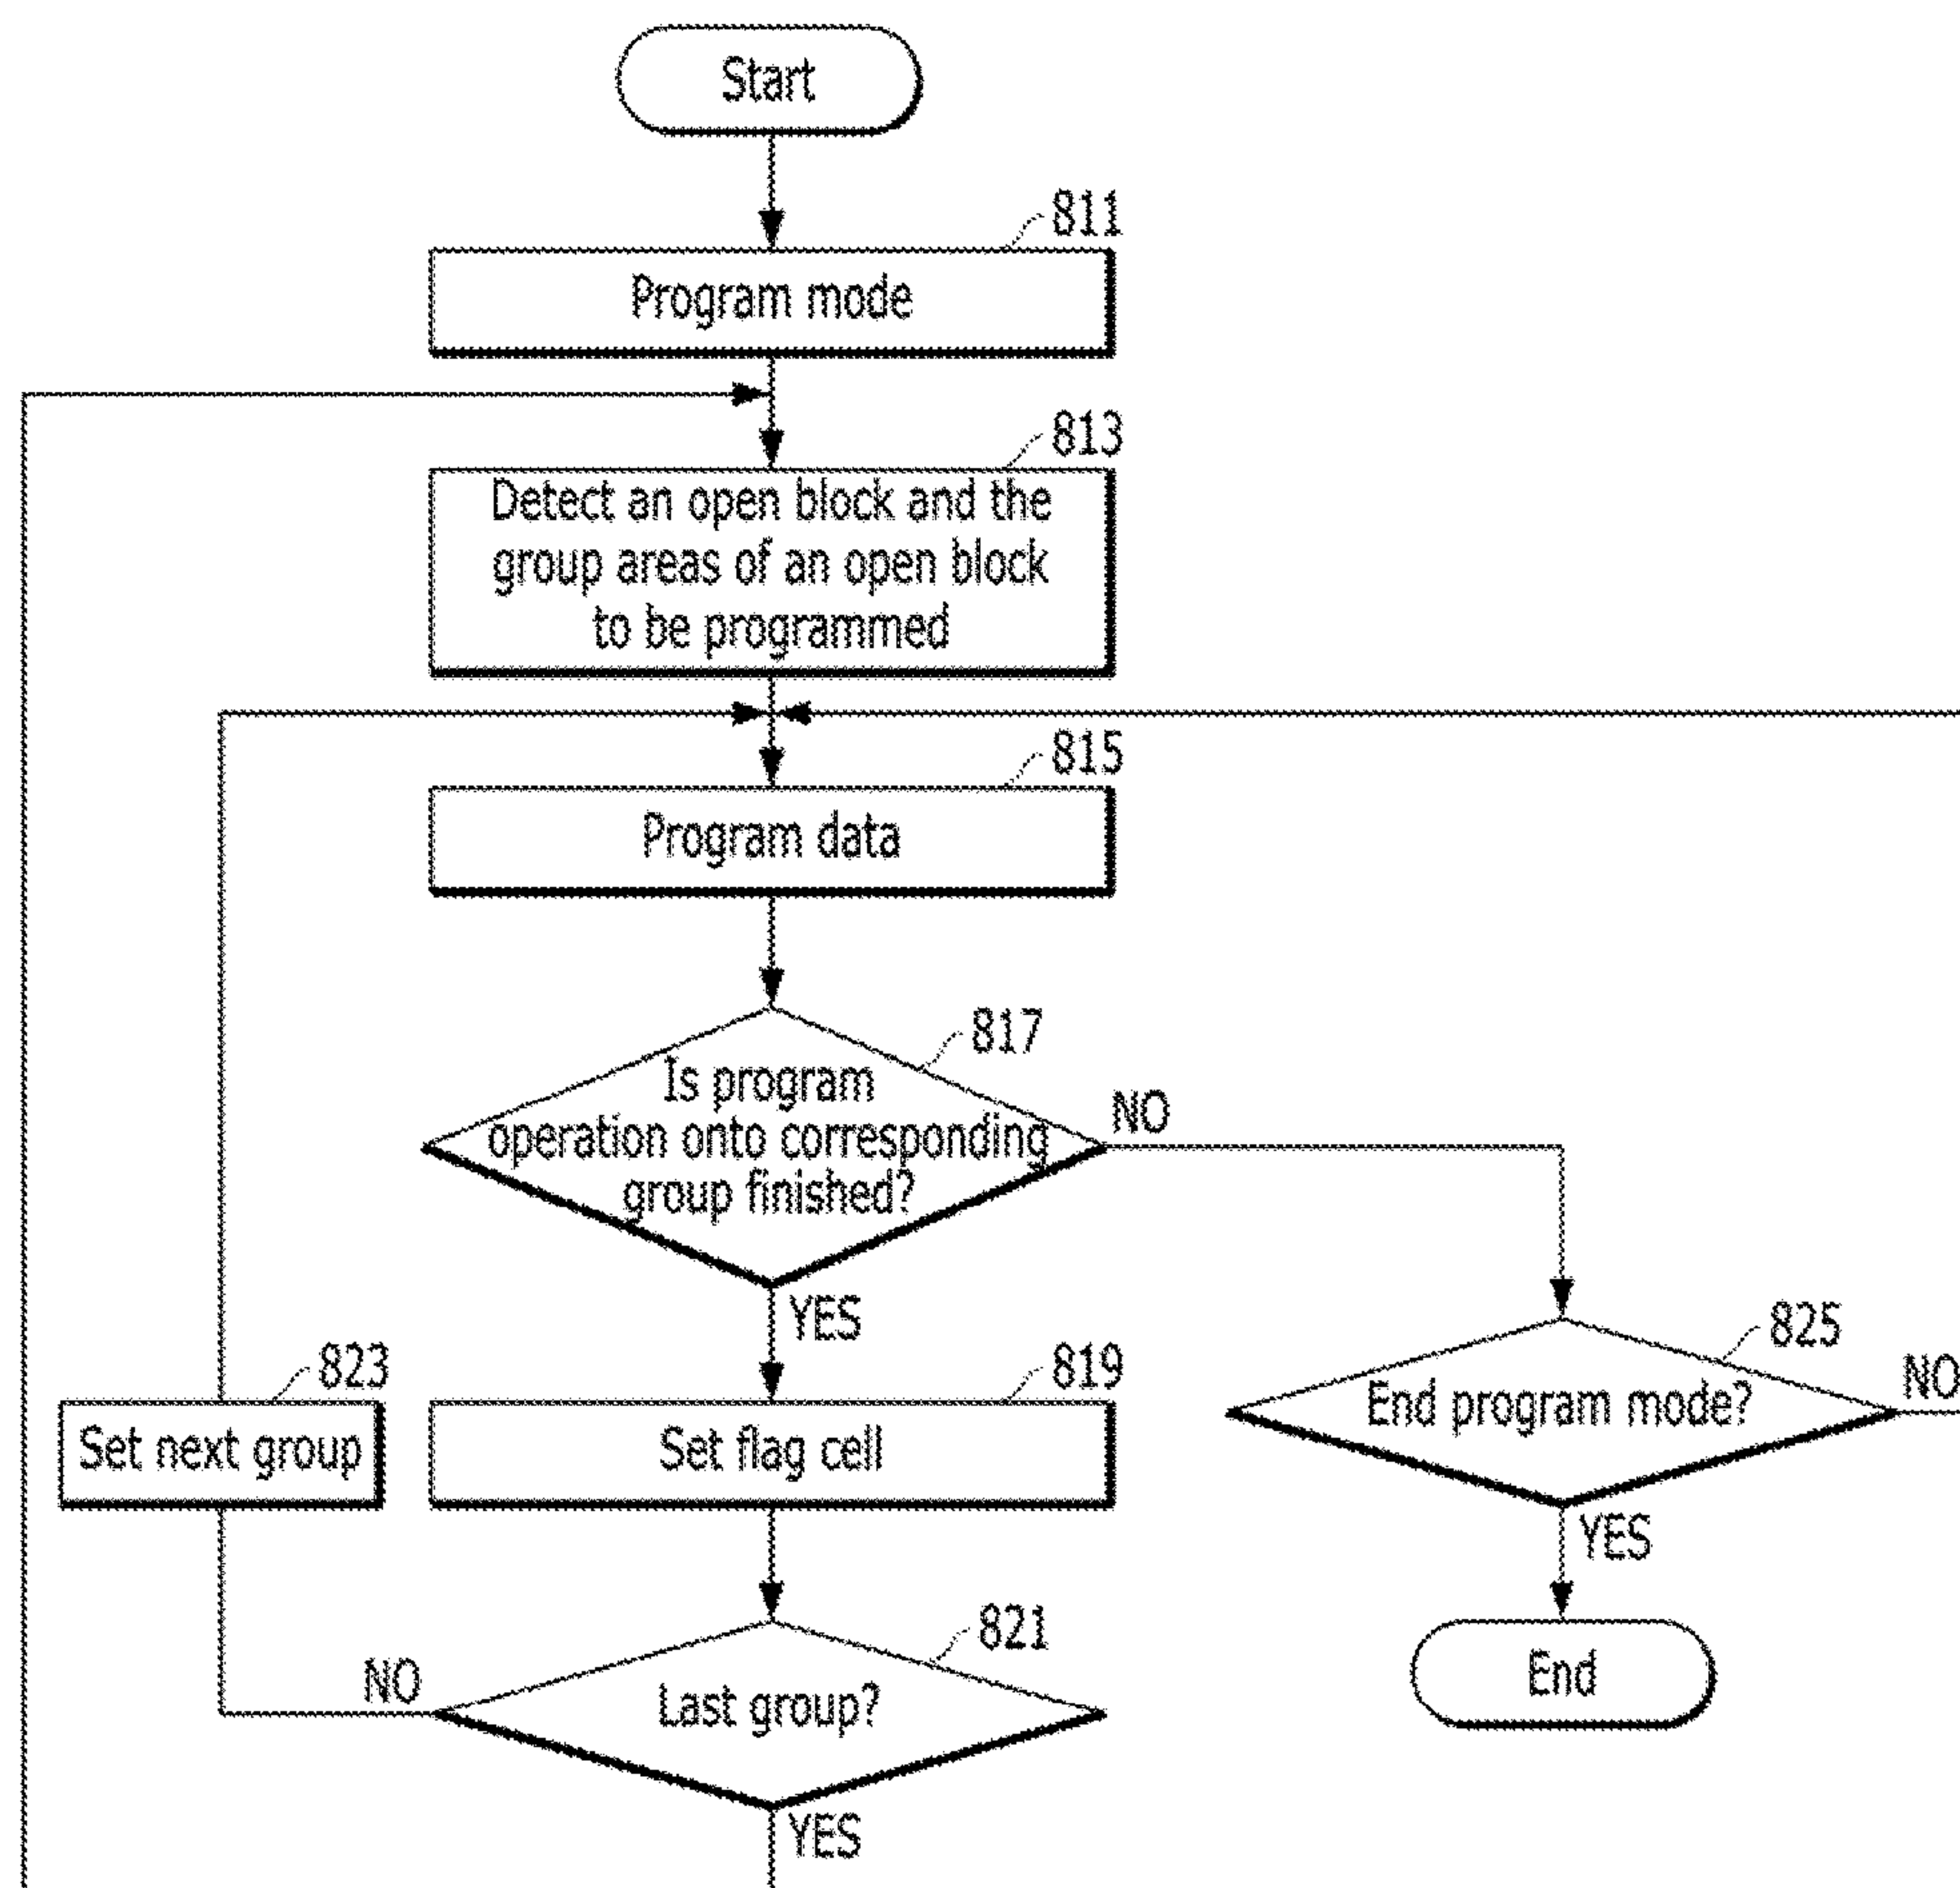 Start
811
Program mode
813
Detect an open block and the
group areas of an open block
to be programmed
815
Program data
817
Is program
operation onto corresponding
group finished?
NO
YES
823
Set next group
819
Set flag cell
825
End program mode?
NO
YES
821
Last group?
NO
YES
End